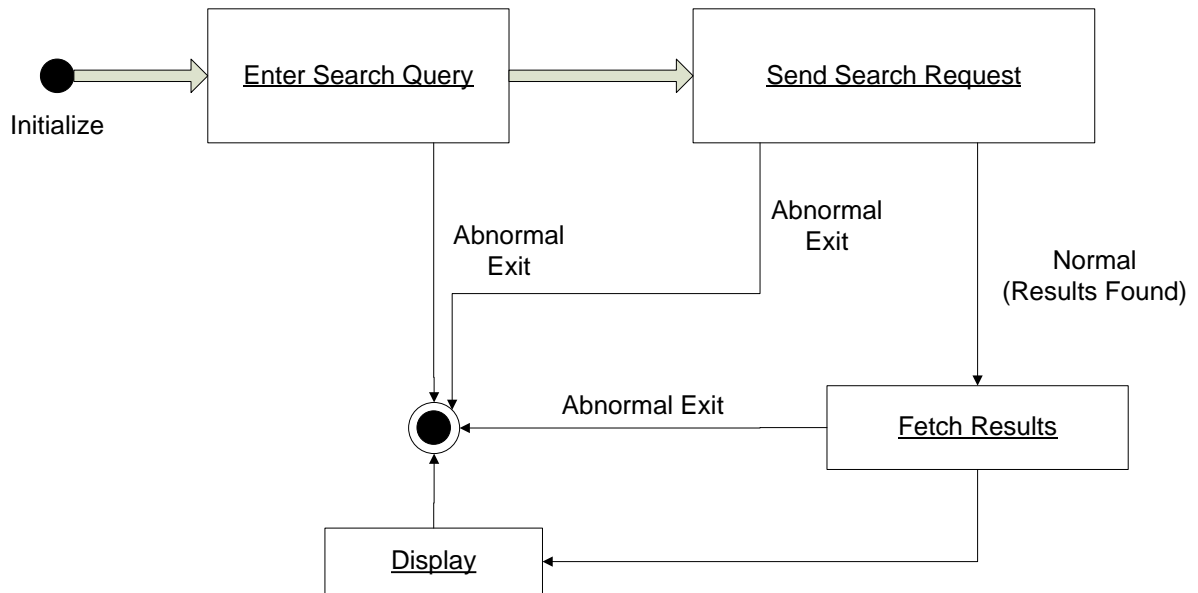 Enter Search Query
Send Search Request
Initialize
Abnormal
Exit
Abnormal
Exit
Normal
(Results Found)
Abnormal Exit
Fetch Results
Display